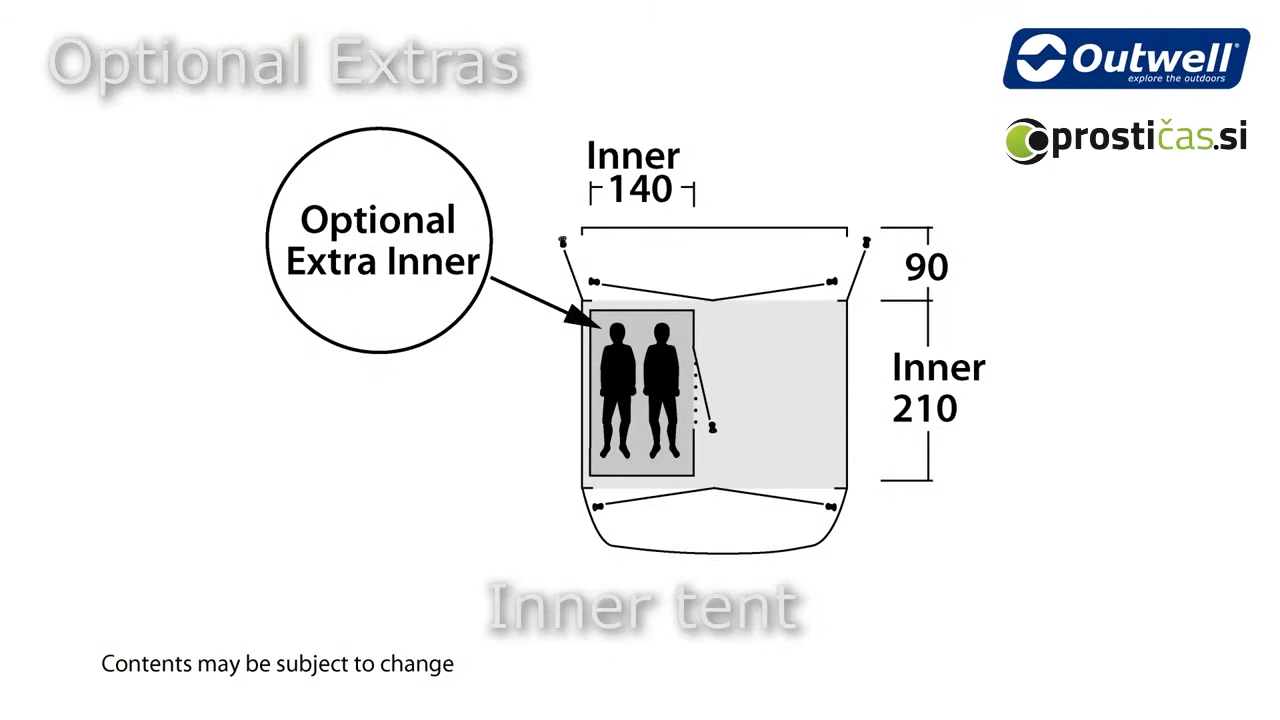 Optional Extras
Outwell®
explore the outdoors
prostičas.si
Inner
140
Optional
Extra Inner
90
Inner
210
Inner tent
Contents may be subject to change